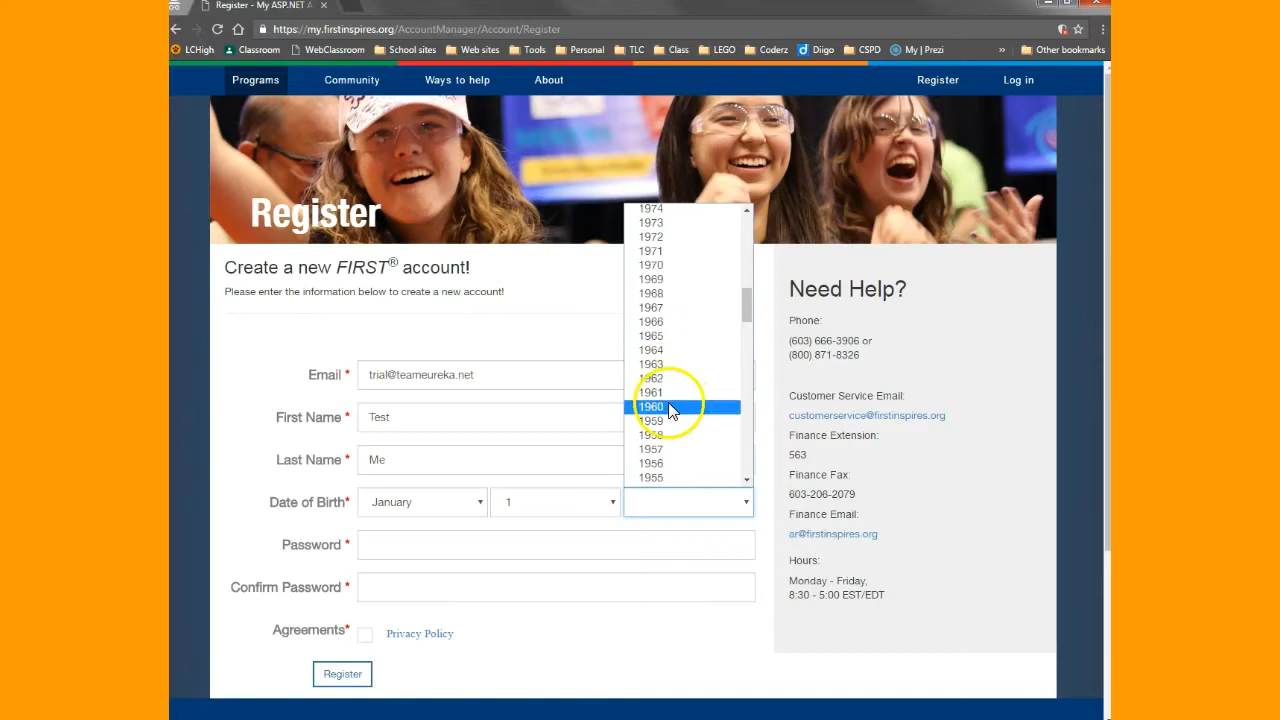 Register - My ASP.NET A
https://my.firstinspires.org/AccountManager/Account/Register
LCHigh Classroom WebClassroom School sites Web sites Tools Personal TLC Class LEGO Coderz Diigo CSPD My | Prezi » Other bookmarks
Programs Community Ways to help About Register Log in
Register
Create a new FIRST® account!
Please enter the information below to create a new account!
Email * trial@teameureka.net
First Name * Test
Last Name * Me
Date of Birth* January 1
1974
1973
1972
1971
1970
1969
1968
1967
1966
1965
1964
1963
1962
1961
1960
1959
1958
1957
1956
1955
Password *
Confirm Password *
Agreements* Privacy Policy
Register
Need Help?
Phone:
(603) 666-3906 or
(800) 871-8326
Customer Service Email:
customerservice@firstinspires.org
Finance Extension:
563
Finance Fax:
603-206-2079
Finance Email:
ar@firstinspires.org
Hours:
Monday - Friday,
8:30 - 5:00 EST/EDT